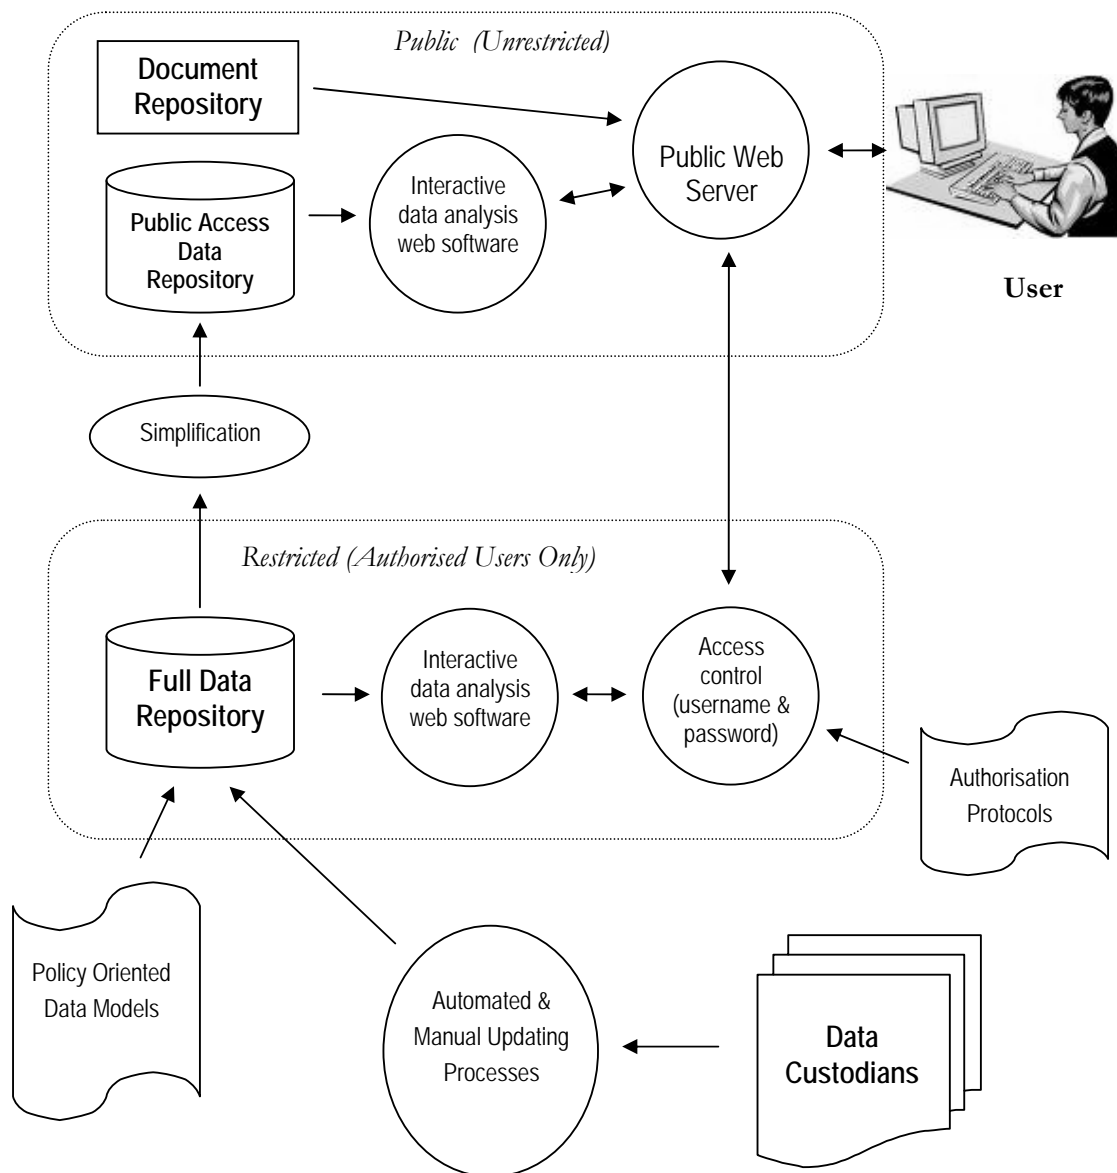 Public  (Unrestricted)
Document
Repository
Public Web
Server
Interactive
data analysis
web software
Public Access
Data
Repository
User
Simplification
Restricted (Authorised Users Only)
Full Data
Repository
Interactive
data analysis
web software
Access
control
(username &
password)
Authorisation
Protocols
Policy Oriented
Data Models
Automated &
Manual Updating
Processes
Data
Custodians